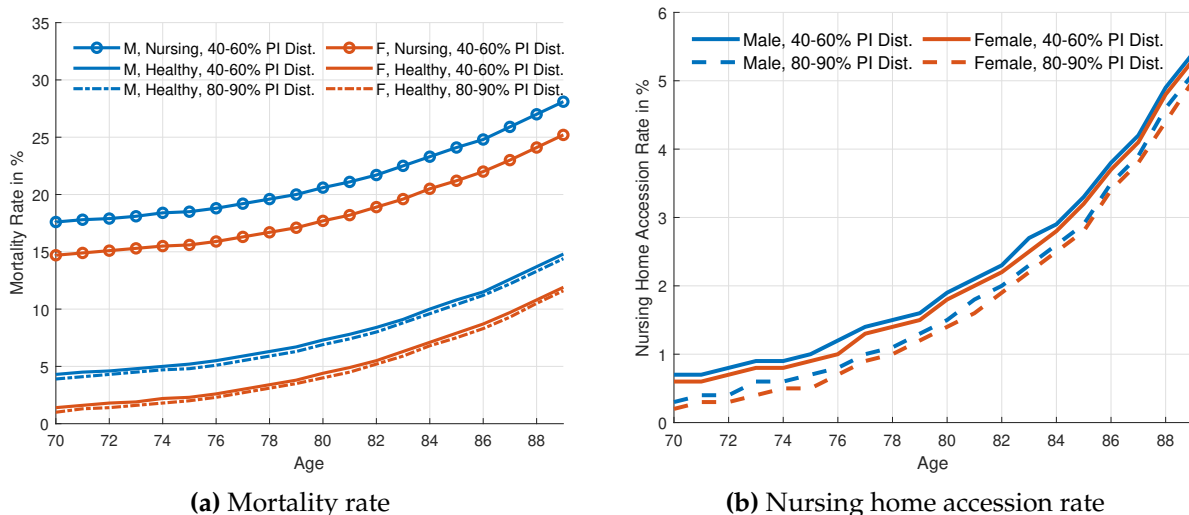 35
30
25
20
15
10
5
0
Mortality Rate in %
M, Nursing, 40-60% PI Dist.
F, Nursing, 40-60% PI Dist.
M, Healthy, 40-60% PI Dist.
F, Healthy, 40-60% PI Dist.
M, Healthy, 80-90% PI Dist.
F, Healthy, 80-90% PI Dist.
70 72 74 76 78 80 82 84 86 88
Age
(a) Mortality rate
6
5
4
3
2
1
0
Nursing Home Accession Rate in %
Male, 40-60% PI Dist.
Female, 40-60% PI Dist.
Male, 80-90% PI Dist.
Female, 80-90% PI Dist.
70 72 74 76 78 80 82 84 86 88
Age
(b) Nursing home accession rate